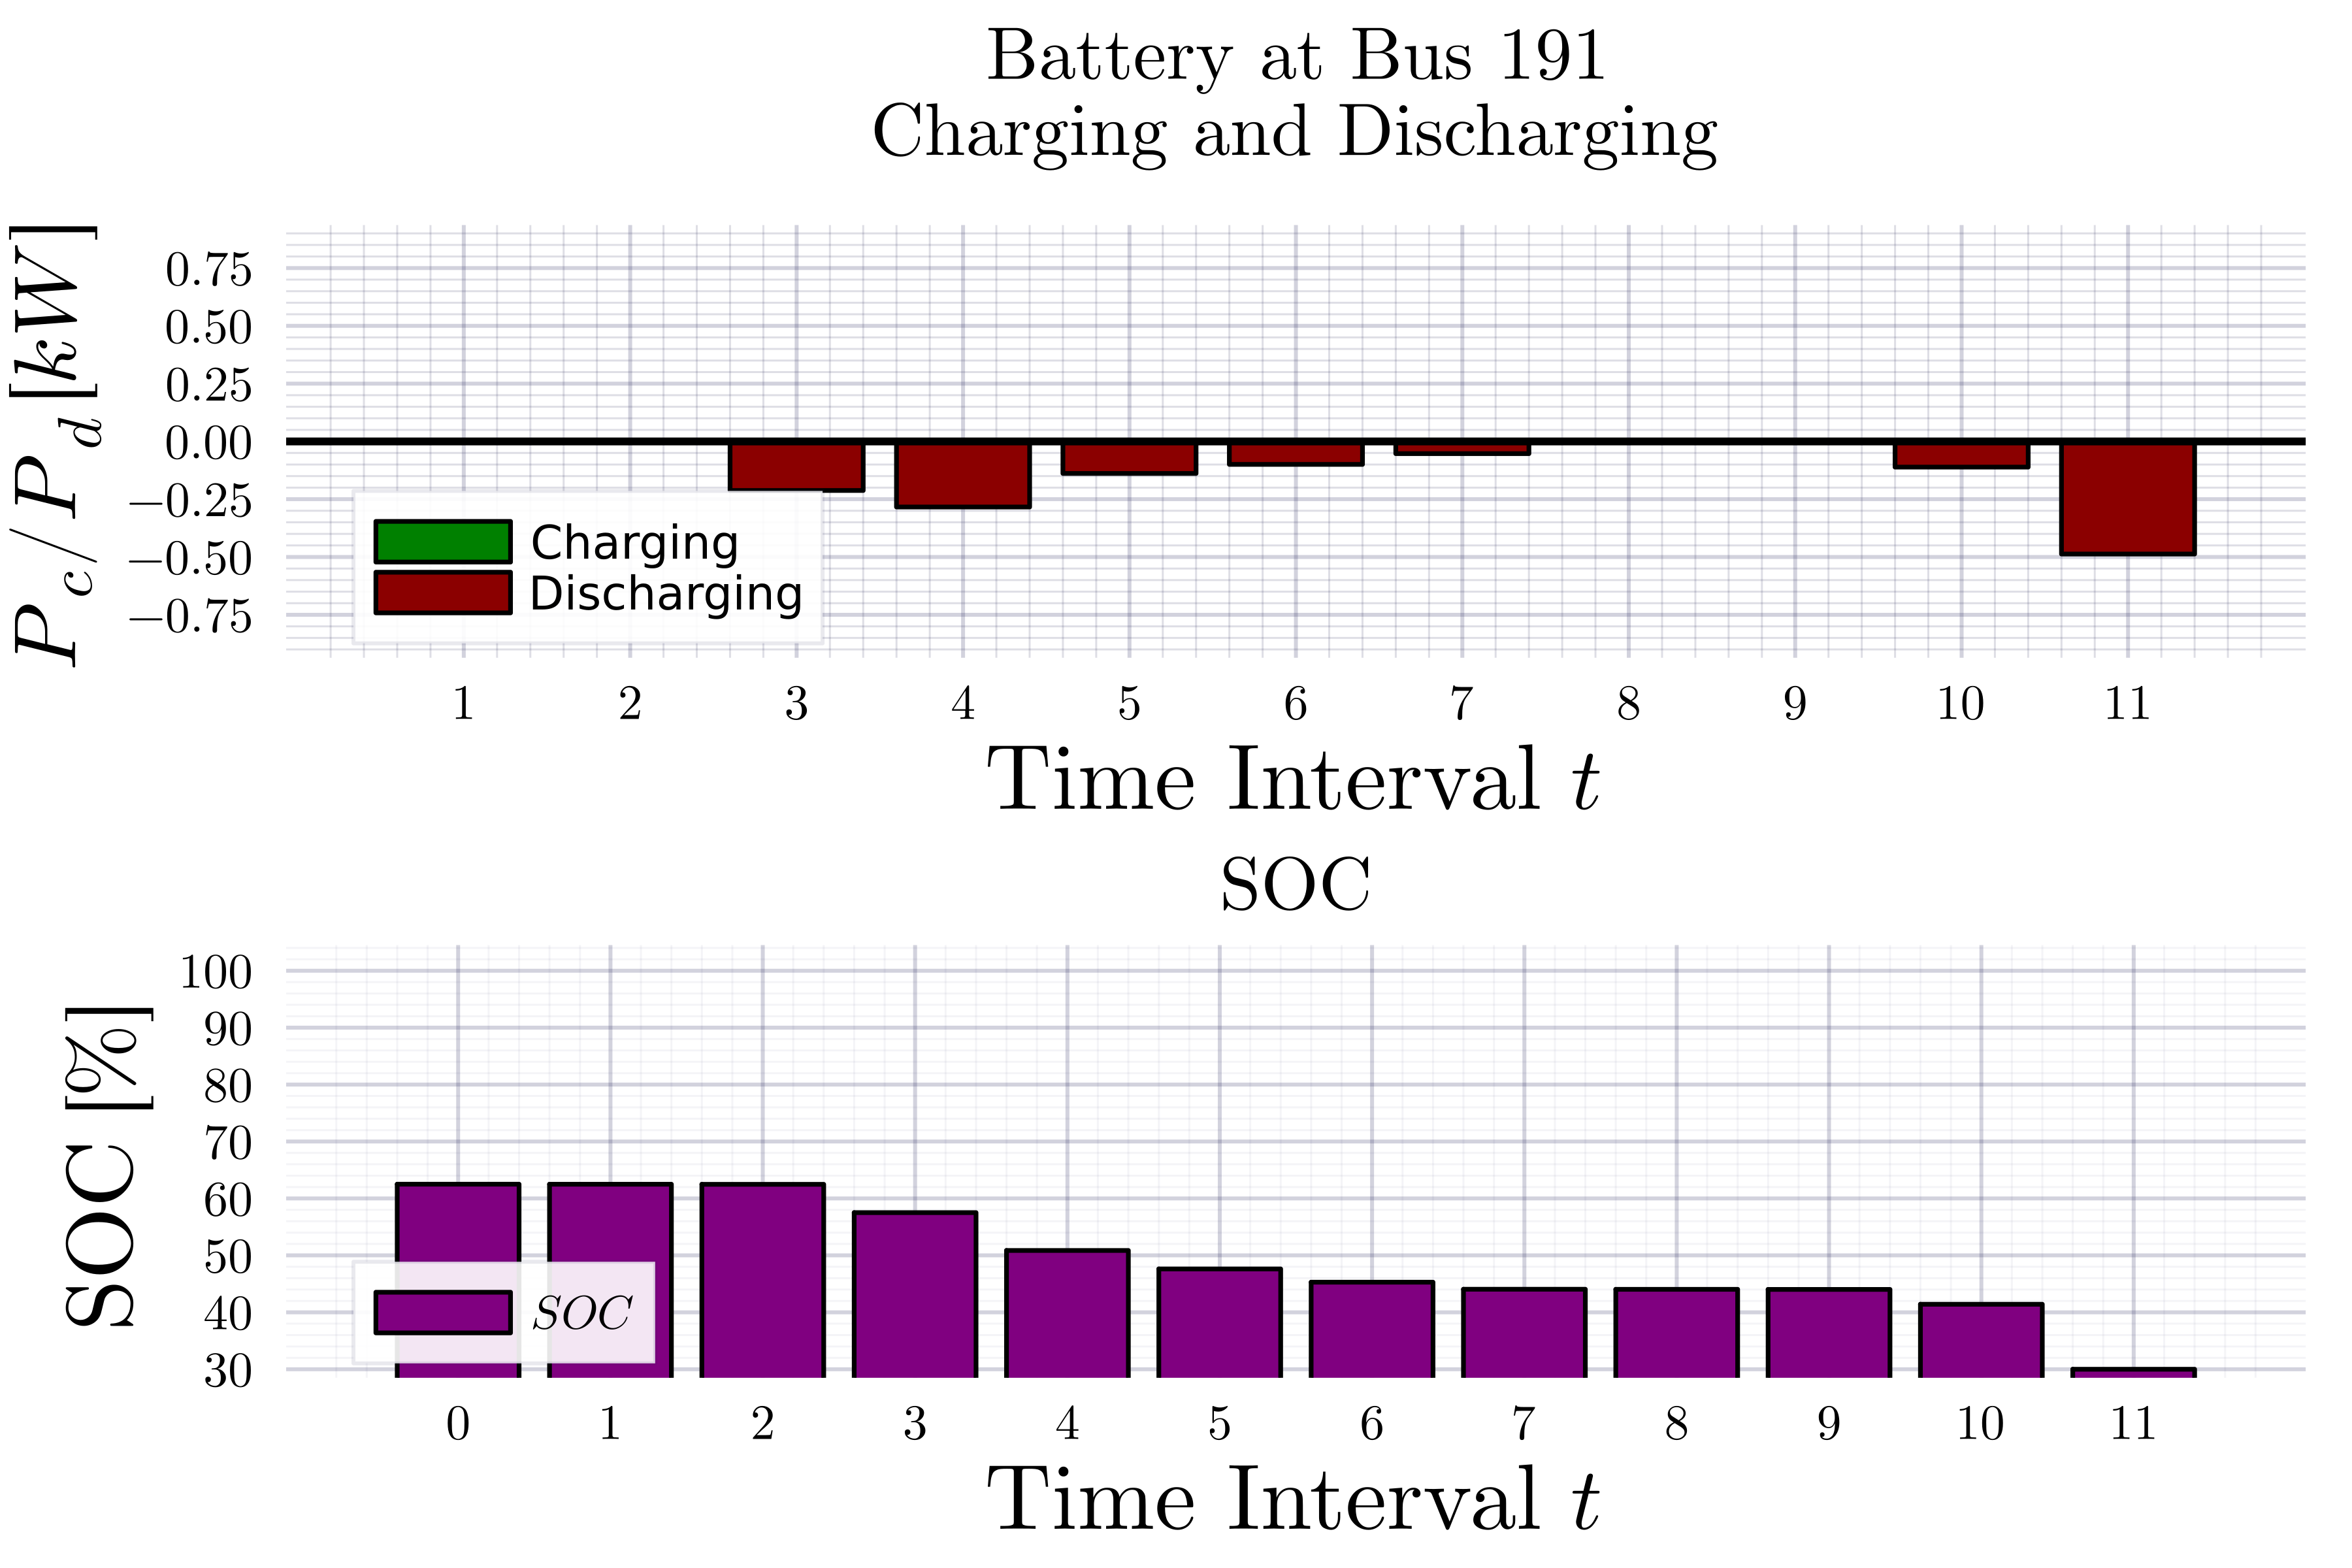 Battery at Bus 191
Charging and Discharging
P_c / P_d [kW]
0.75
0.50
0.25
0.00
−0.25
−0.50
−0.75
Charging
Discharging
1 2 3 4 5 6 7 8 9 10 11
Time Interval t
SOC
SOC [%]
100
90
80
70
60
50
40
30
SOC
0 1 2 3 4 5 6 7 8 9 10 11
Time Interval t